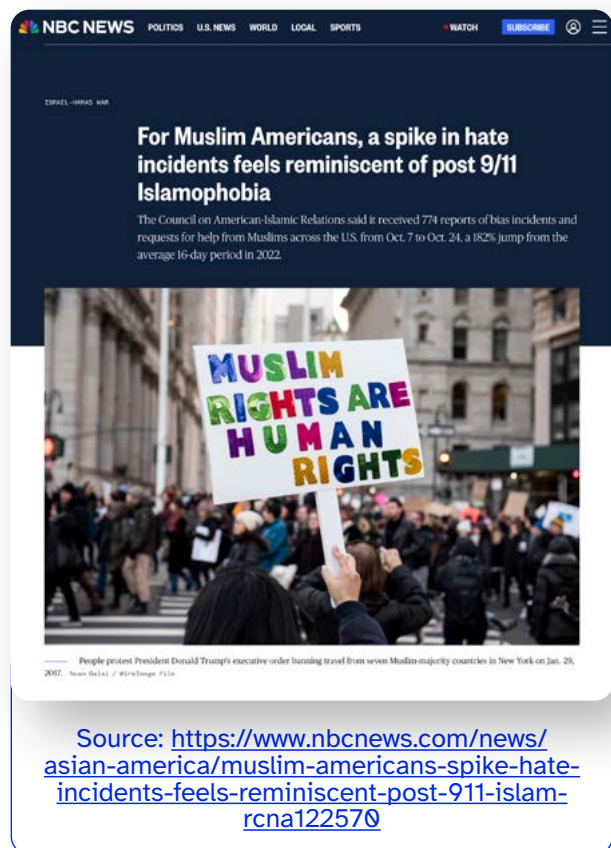 NBC NEWS POLITICS U.S. NEWS WORLD LOCAL SPORTS WATCH SUBSCRIBE
ISRAEL-HAMAS WAR
For Muslim Americans, a spike in hate
incidents feels reminiscent of post 9/11
Islamophobia
The Council on American-Islamic Relations said it received 774 reports of bias incidents and
requests for help from Muslims across the U.S. from Oct. 7 to Oct. 24, a 182% jump from the
average 16-day period in 2022.
MUSLIM
RIGHTS ARE
HUMAN
RIGHTS
People protest President Donald Trump's executive order banning travel from seven Muslim-majority countries in New York on Jan. 29,
2017. Noam Galai / WireImage File
Source: https://www.nbcnews.com/news/
asian-america/muslim-americans-spike-hate-
incidents-feels-reminiscent-post-911-islam-
rcna122570